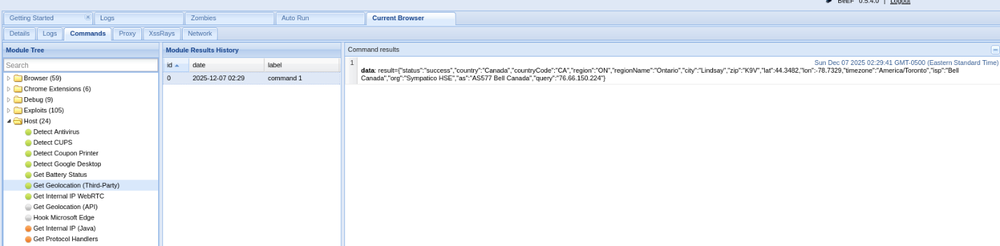 BeEF 0.5.4.0 | Logout
Getting Started Logs Zombies Auto Run Current Browser
Details Logs Commands Proxy XssRays Network
Module Tree
Search
Browser (59)
Chrome Extensions (6)
Debug (9)
Exploits (105)
Host (24)
Detect Antivirus
Detect CUPS
Detect Coupon Printer
Detect Google Desktop
Get Battery Status
Get Geolocation (Third-Party)
Get Internal IP WebRTC
Get Geolocation (API)
Hook Microsoft Edge
Get Internal IP (Java)
Get Protocol Handlers
Module Results History
id date label
0 2025-12-07 02:29 command 1
Command results
1
Sun Dec 07 2025 02:29:41 GMT-0500 (Eastern Standard Time)
data: result={"status":"success","country":"Canada","countryCode":"CA","region":"ON","regionName":"Ontario","city":"Lindsay","zip":"K9V","lat":44.3482,"lon":-78.7329,"timezone":"America/Toronto","isp":"Bell
Canada","org":"Sympatico HSE","as":"AS577 Bell Canada","query":"76.66.150.224"}